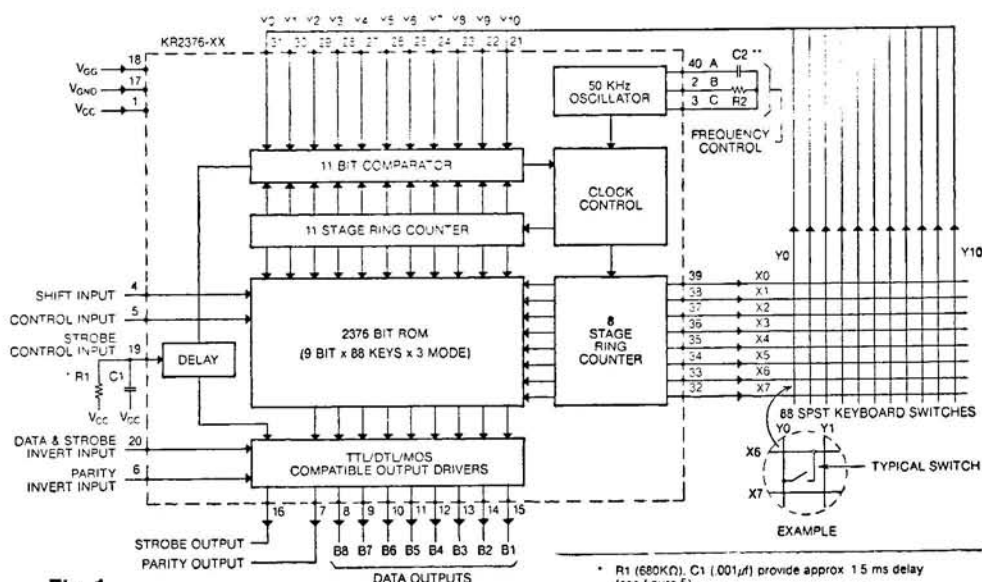 Y0 Y1 Y2 Y3 Y4 Y5 Y6 Y7 Y8 Y9 Y10
KR2376-XX
31 30 29 28 27 26 25 24 23 22 21
VGG 18
VGND 17
VCC 1
50 KHz
OSCILLATOR
40 A C2 **
2 B
3 C R2
FREQUENCY
CONTROL
11 BIT COMPARATOR
CLOCK
CONTROL
11 STAGE RING COUNTER
Y0
Y10
SHIFT INPUT 4
CONTROL INPUT 5
STROBE
CONTROL INPUT 19
DELAY
* R1 C1
VCC VCC
2376 BIT ROM
(9 BIT x 88 KEYS x 3 MODE)
8
STAGE
RING
COUNTER
39 X0
38 X1
37 X2
36 X3
35 X4
34 X5
33 X6
32 X7
88 SPST KEYBOARD SWITCHES
DATA & STROBE
INVERT INPUT 20
PARITY
INVERT INPUT 6
TTL/DTL/MOS
COMPATIBLE OUTPUT DRIVERS
Y0 Y1
X6
X7
TYPICAL SWITCH
EXAMPLE
16 7 8 9 10 11 12 13 14 15
STROBE OUTPUT
PARITY OUTPUT
B8 B7 B6 B5 B4 B3 B2 B1
DATA OUTPUTS
* R1 (680KΩ), C1 (.001µf) provide approx 1.5 ms delay